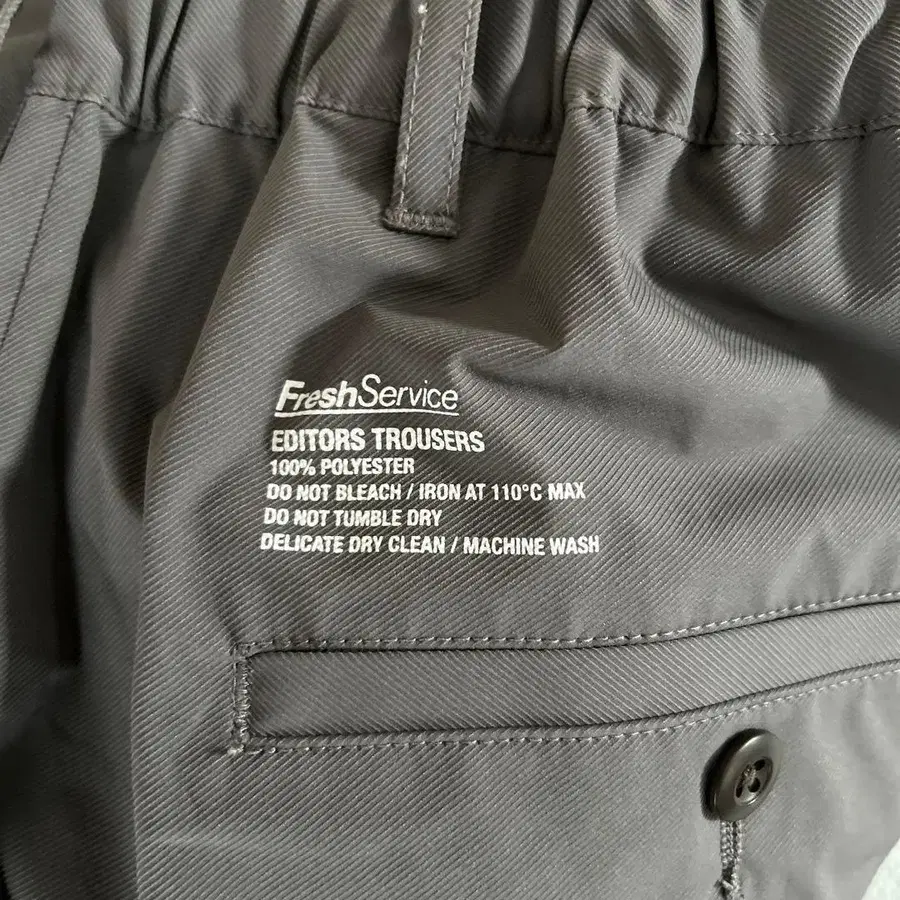 FreshService
EDITORS TROUSERS
100% POLYESTER
DO NOT BLEACH / IRON AT 110°C MAX
DO NOT TUMBLE DRY
DELICATE DRY CLEAN / MACHINE WASH